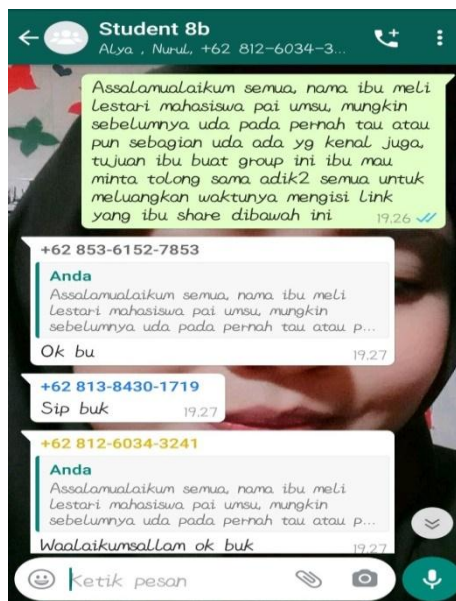 Student 8b
Alya , Nurul, +62 812-6034-3...
Assalamualaikum semua, nama ibu meli
lestari mahasiswa pai umsu, mungkin
sebelumnya uda pada pernah tau atau
pun sebagian uda ada yg kenal juga,
tujuan ibu buat group ini ibu mau
minta tolong sama adik2 semua untuk
meluangkan waktunya mengisi link
yang ibu share dibawah ini 19.26
+62 853-6152-7853
Anda
Assalamualaikum semua, nama ibu meli
lestari mahasiswa pai umsu, mungkin
sebelumnya uda pada pernah tau atau p...
Ok bu 19.27
+62 813-8430-1719
Sip buk 19.27
+62 812-6034-3241
Anda
Assalamualaikum semua, nama ibu meli
lestari mahasiswa pai umsu, mungkin
sebelumnya uda pada pernah tau atau p...
Waalaikumsallam ok buk 19.27
Ketik pesan